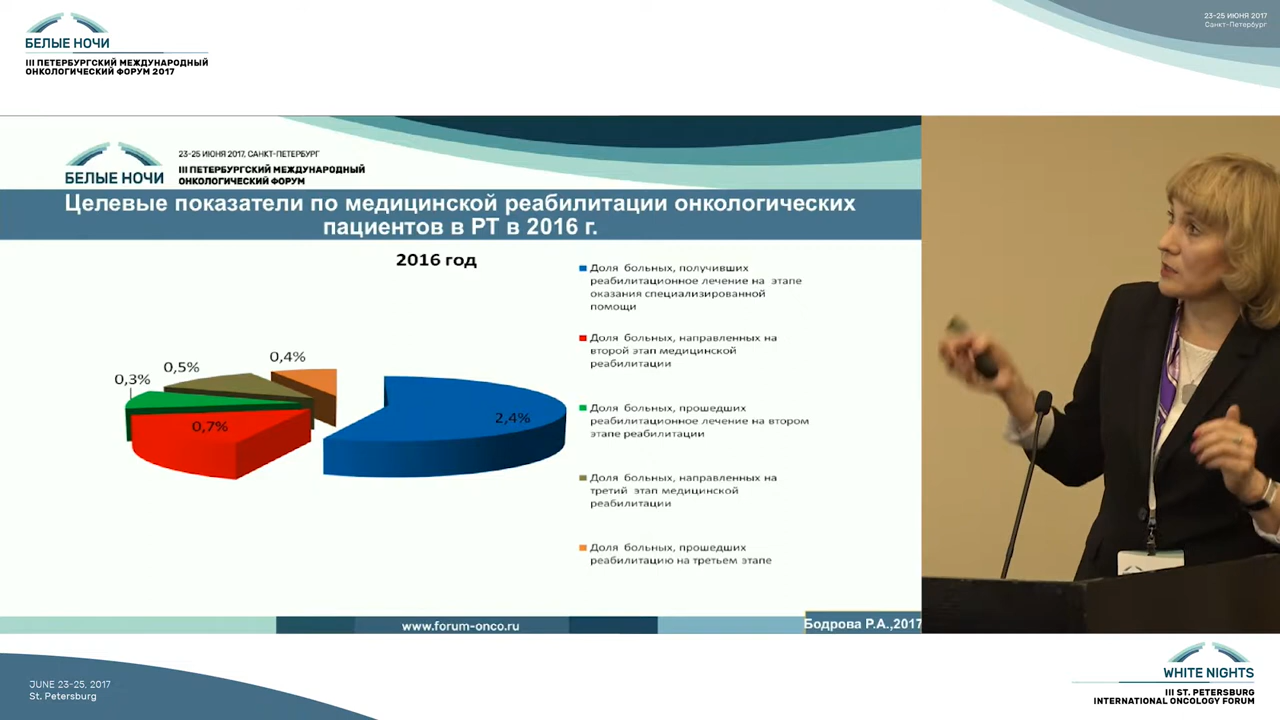 БЕЛЫЕ НОЧИ
III ПЕТЕРБУРГСКИЙ МЕЖДУНАРОДНЫЙ
ОНКОЛОГИЧЕСКИЙ ФОРУМ 2017
23-25 ИЮНЯ 2017
Санкт-Петербург
БЕЛЫЕ НОЧИ
23-25 ИЮНЯ 2017, САНКТ-ПЕТЕРБУРГ
III ПЕТЕРБУРГСКИЙ МЕЖДУНАРОДНЫЙ
ОНКОЛОГИЧЕСКИЙ ФОРУМ
Целевые показатели по медицинской реабилитации онкологических
пациентов в РТ в 2016 г.
2016 год
0,4%
0,5%
0,3%
2,4%
0,7%
Доля больных, получивших
реабилитационное лечение на этапе
оказания специализированной
помощи
Доля больных, направленных на
второй этап медицинской
реабилитации
Доля больных, прошедших
реабилитационное лечение на втором
этапе реабилитации
Доля больных, направленных на
третий этап медицинской
реабилитации
Доля больных, прошедших
реабилитацию на третьем этапе
www.forum-onco.ru
Бодрова Р.А.,2017
JUNE 23-25, 2017
St. Petersburg
WHITE NIGHTS
III ST. PETERSBURG
INTERNATIONAL ONCOLOGY FORUM